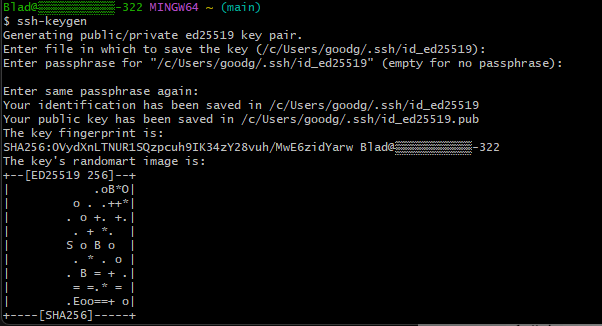 Blad@▒▒▒▒▒▒▒▒▒▒▒-322 MINGW64 ~ (main)
$ ssh-keygen
Generating public/private ed25519 key pair.
Enter file in which to save the key (/c/Users/goodg/.ssh/id_ed25519):
Enter passphrase for "/c/Users/goodg/.ssh/id_ed25519" (empty for no passphrase):
Enter same passphrase again:
Your identification has been saved in /c/Users/goodg/.ssh/id_ed25519
Your public key has been saved in /c/Users/goodg/.ssh/id_ed25519.pub
The key fingerprint is:
SHA256:OVydXnLTNUR1SQzpcuh9IK34zY28vuh/MwE6zidYarw Blad@▒▒▒▒▒▒▒▒▒▒▒-322
The key's randomart image is:
+--[ED25519 256]--+
|           .oB*O|
|        o . .++*|
|       . o +. +.|
|        . + *.  |
|       S o B o  |
|        . * . o |
|       . B = + .|
|        = =.* = |
|       .Eoo==+ o|
+----[SHA256]-----+